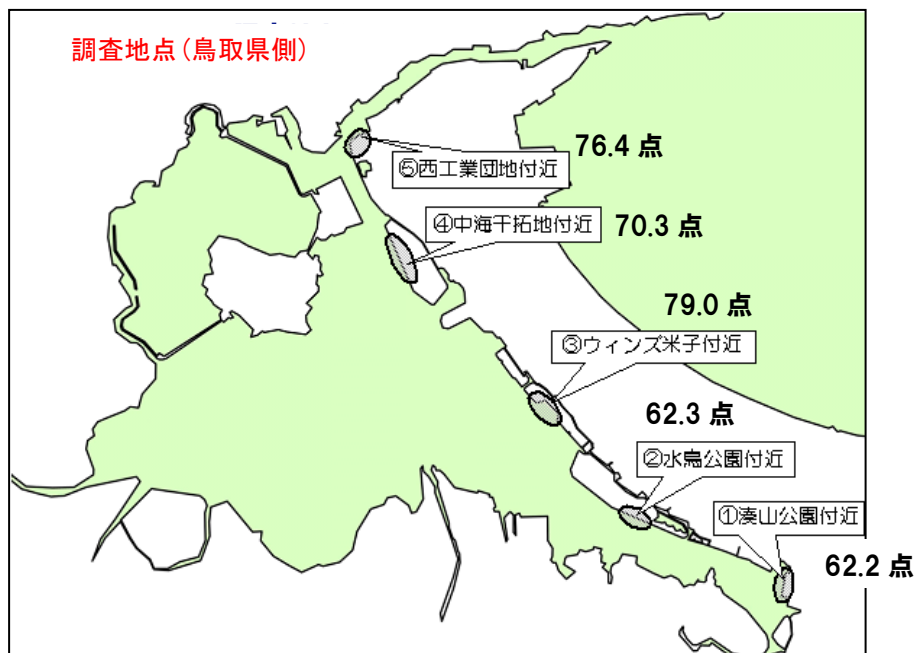 調査地点(鳥取県側)
76.4 点
⑤西工業団地付近
④中海干拓地付近
70.3 点
79.0 点
③ウィンズ米子付近
62.3 点
②水鳥公園付近
①湊山公園付近
62.2 点